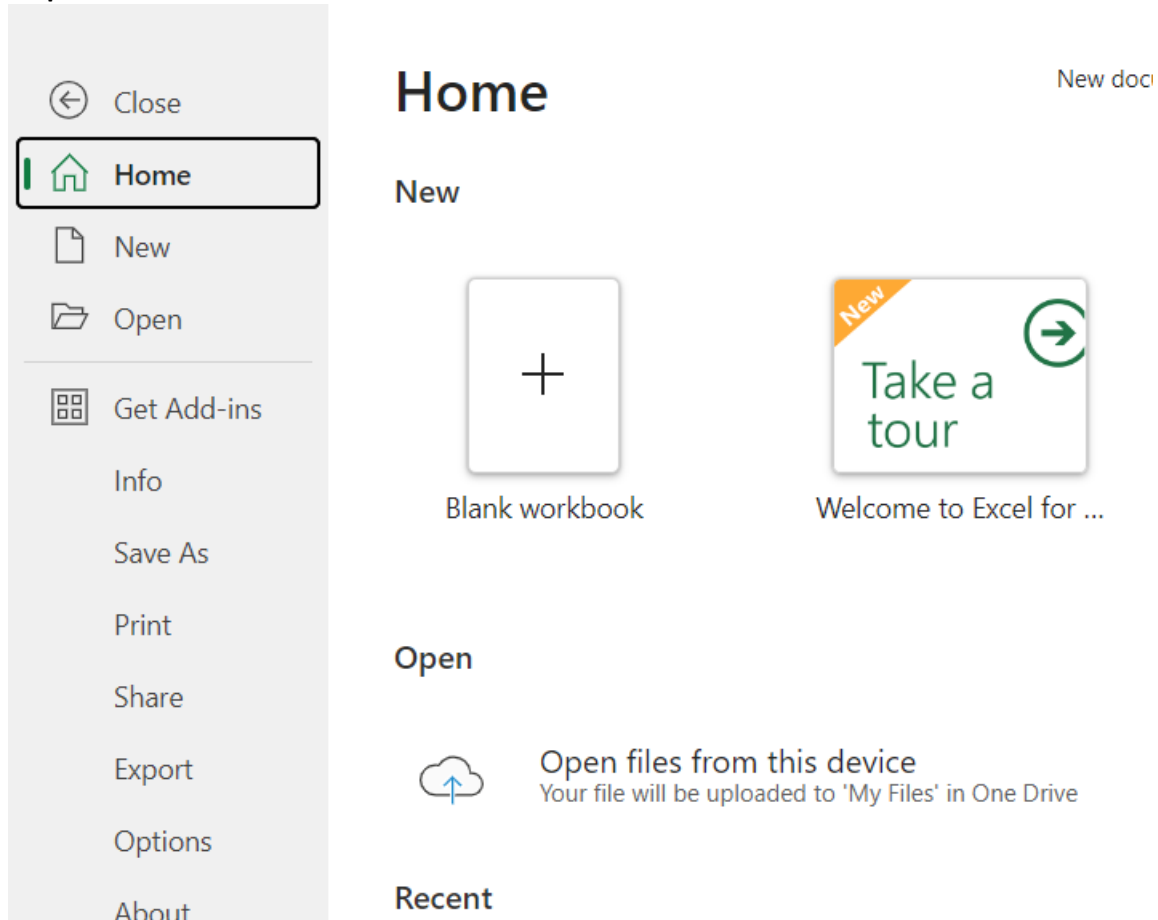 Close
Home
New
Open
Get Add-ins
Info
Save As
Print
Share
Export
Options
About
Home
New
New
Take a
tour
Blank workbook
Welcome to Excel for ...
Open
Open files from this device
Your file will be uploaded to 'My Files' in One Drive
Recent